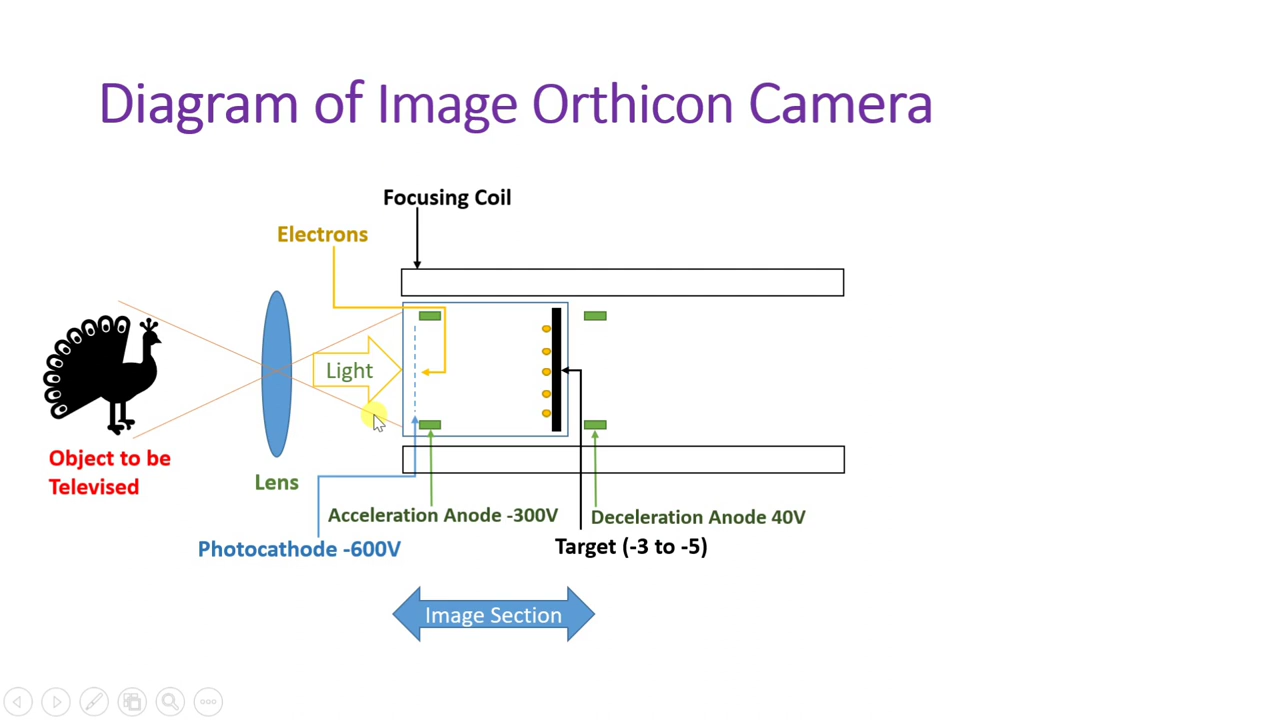 Diagram of Image Orthicon Camera
Focusing Coil
Electrons
Light
Object to be
Televised
Lens
Acceleration Anode -300V
Deceleration Anode 40V
Photocathode -600V
Target (-3 to -5)
Image Section